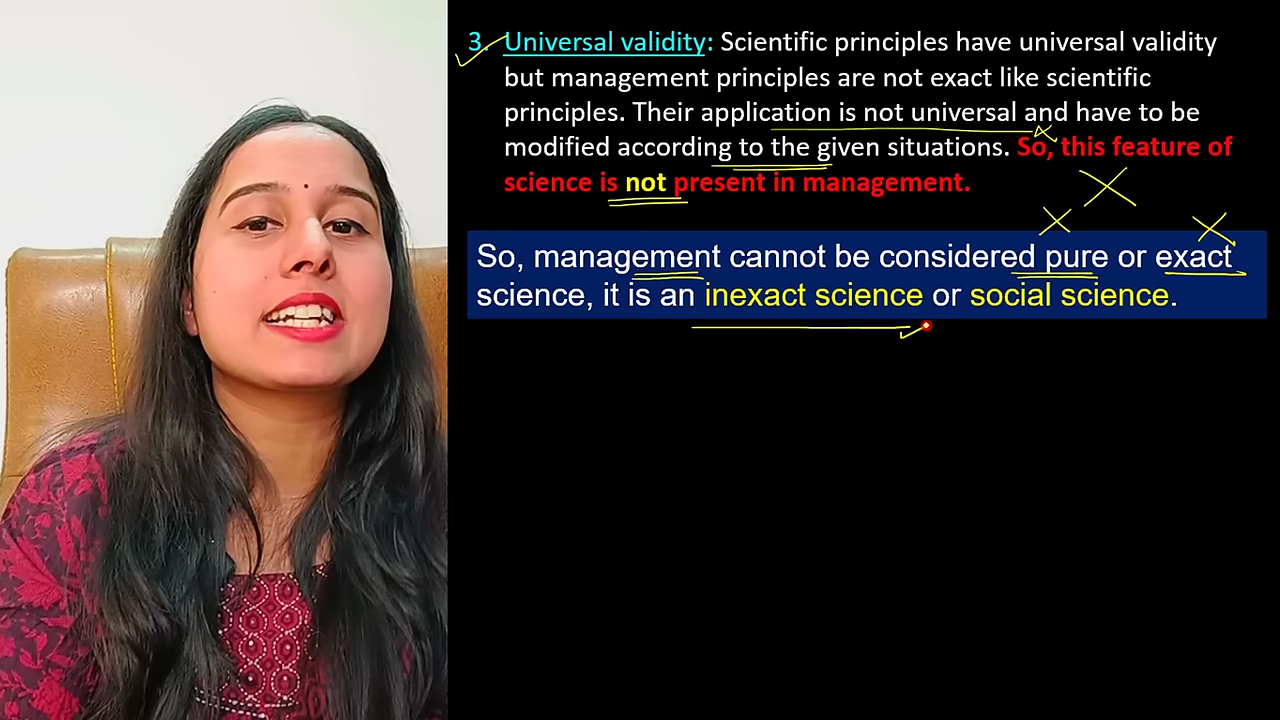 3. Universal validity: Scientific principles have universal validity
but management principles are not exact like scientific
principles. Their application is not universal and have to be
modified according to the given situations. So, this feature of
science is not present in management.
So, management cannot be considered pure or exact
science, it is an inexact science or social science.